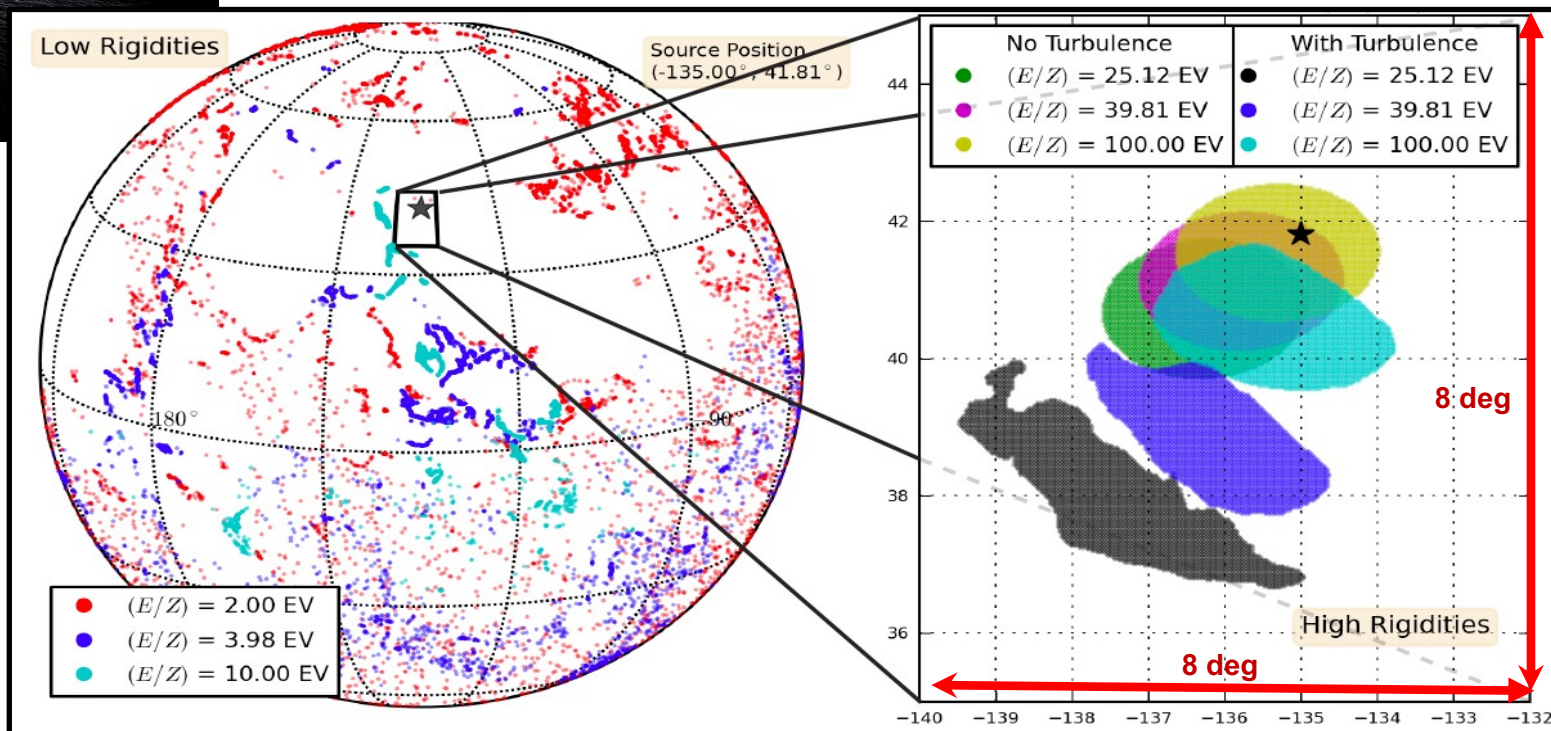 Low Rigidities
Source Position
(-135.00°, 41.81°)
180°
90°
(E/Z) = 2.00 EV
(E/Z) = 3.98 EV
(E/Z) = 10.00 EV
No Turbulence
(E/Z) = 25.12 EV
(E/Z) = 39.81 EV
(E/Z) = 100.00 EV
With Turbulence
(E/Z) = 25.12 EV
(E/Z) = 39.81 EV
(E/Z) = 100.00 EV
44
42
40
38
36
8 deg
High Rigidities
8 deg
−140 −139 −138 −137 −136 −135 −134 −133 −132